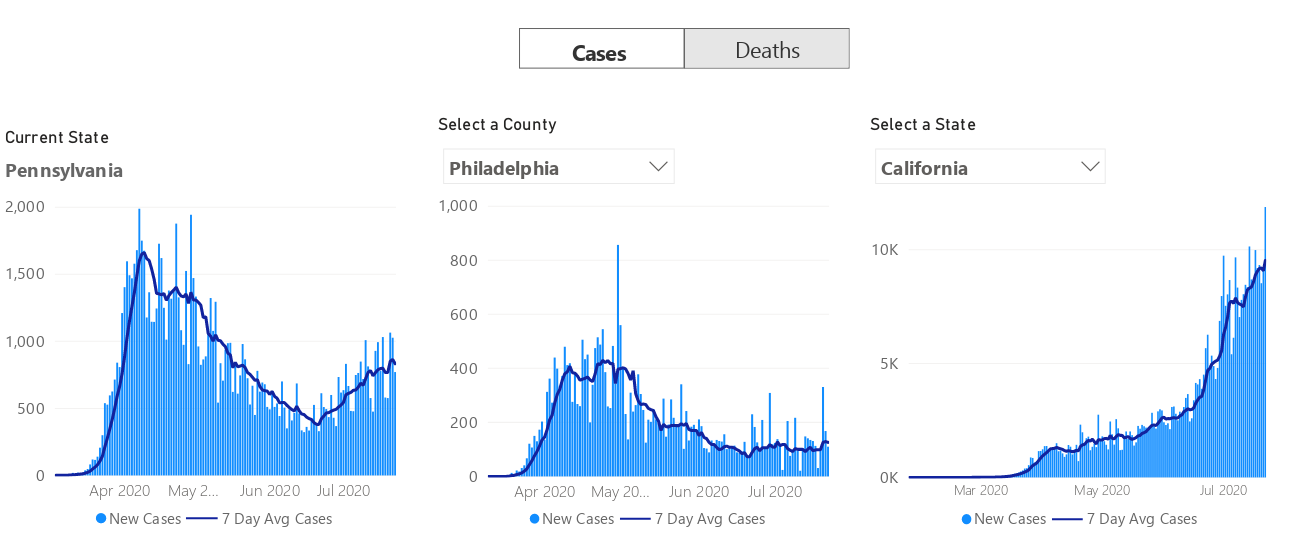 Cases Deaths
Current State
Pennsylvania
2,000
1,500
1,000
500
0
Apr 2020 May 2... Jun 2020 Jul 2020
New Cases 7 Day Avg Cases
Select a County
Philadelphia
1,000
800
600
400
200
0
Apr 2020 May 20... Jun 2020 Jul 2020
New Cases 7 Day Avg Cases
Select a State
California
10K
5K
0K
Mar 2020 May 2020 Jul 2020
New Cases 7 Day Avg Cases